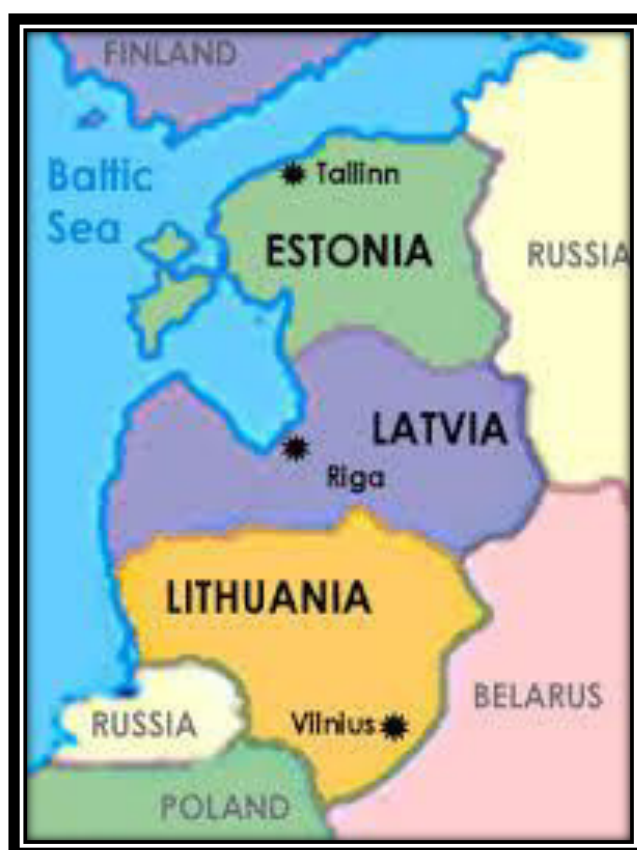 FINLAND
Baltic
Sea
Tallinn
ESTONIA
RUSSIA
LATVIA
Riga
LITHUANIA
BELARUS
RUSSIA
Vilnius
POLAND